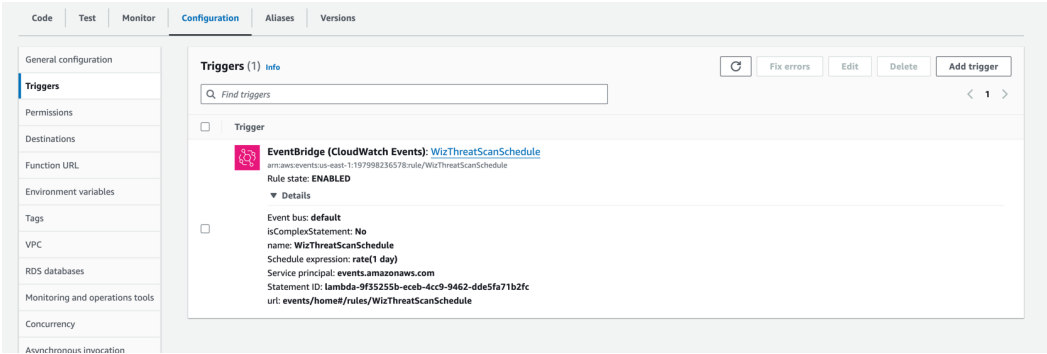 Code
Test
Monitor
Configuration
Aliases
Versions
General configuration
Triggers
Permissions
Destinations
Function URL
Environment variables
Tags
VPC
RDS databases
Monitoring and operations tools
Concurrency
Asynchronous invocation
Triggers (1) Info
Fix errors
Edit
Delete
Add trigger
Find triggers
1
Trigger
EventBridge (CloudWatch Events): WizThreatScanSchedule
arn:aws:events:us-east-1:197998236578:rule/WizThreatScanSchedule
Rule state: ENABLED
Details
Event bus: default
isComplexStatement: No
name: WizThreatScanSchedule
Schedule expression: rate(1 day)
Service principal: events.amazonaws.com
Statement ID: lambda-9f35255b-eceb-4cc9-9462-dde5fa71b2fc
url: events/home#/rules/WizThreatScanSchedule